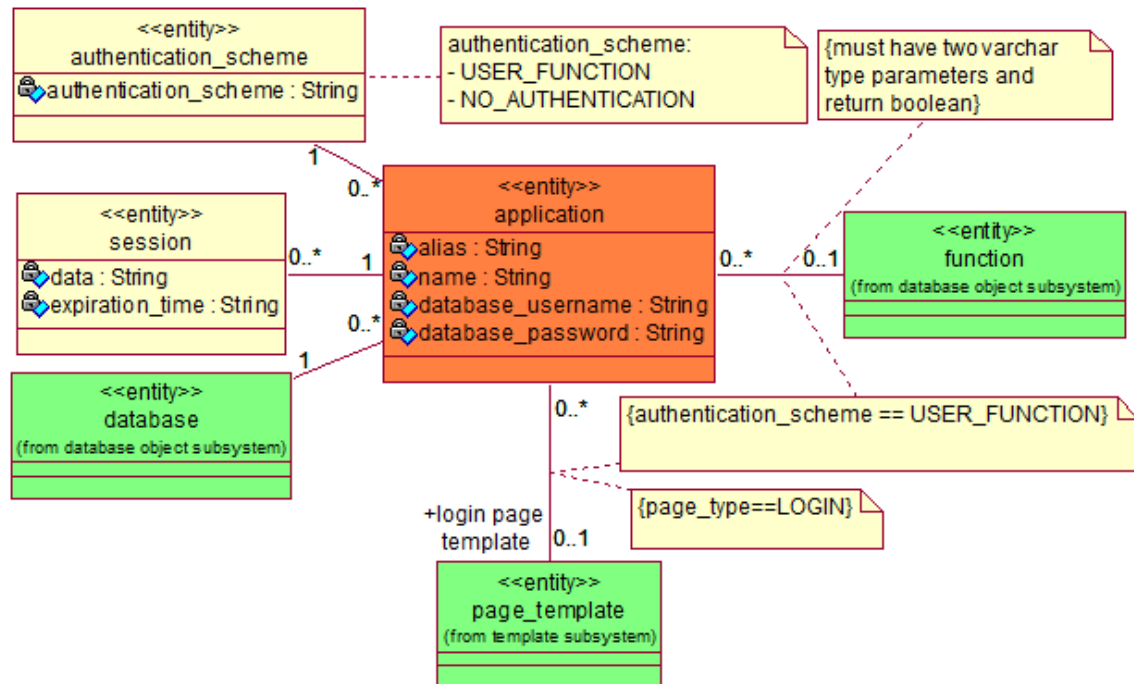 <<entity>>
authentication_scheme
authentication_scheme : String
authentication_scheme:
- USER_FUNCTION
- NO_AUTHENTICATION
{must have two varchar
type parameters and
return boolean}
1
0..*
<<entity>>
session
data : String
expiration_time : String
0..*
1
<<entity>>
application
alias : String
name : String
database_username : String
database_password : String
0..*
0..1
<<entity>>
function
(from database object subsystem)
0..*
1
<<entity>>
database
(from database object subsystem)
0..*
{authentication_scheme == USER_FUNCTION}
{page_type==LOGIN}
+login page
template
0..1
<<entity>>
page_template
(from template subsystem)